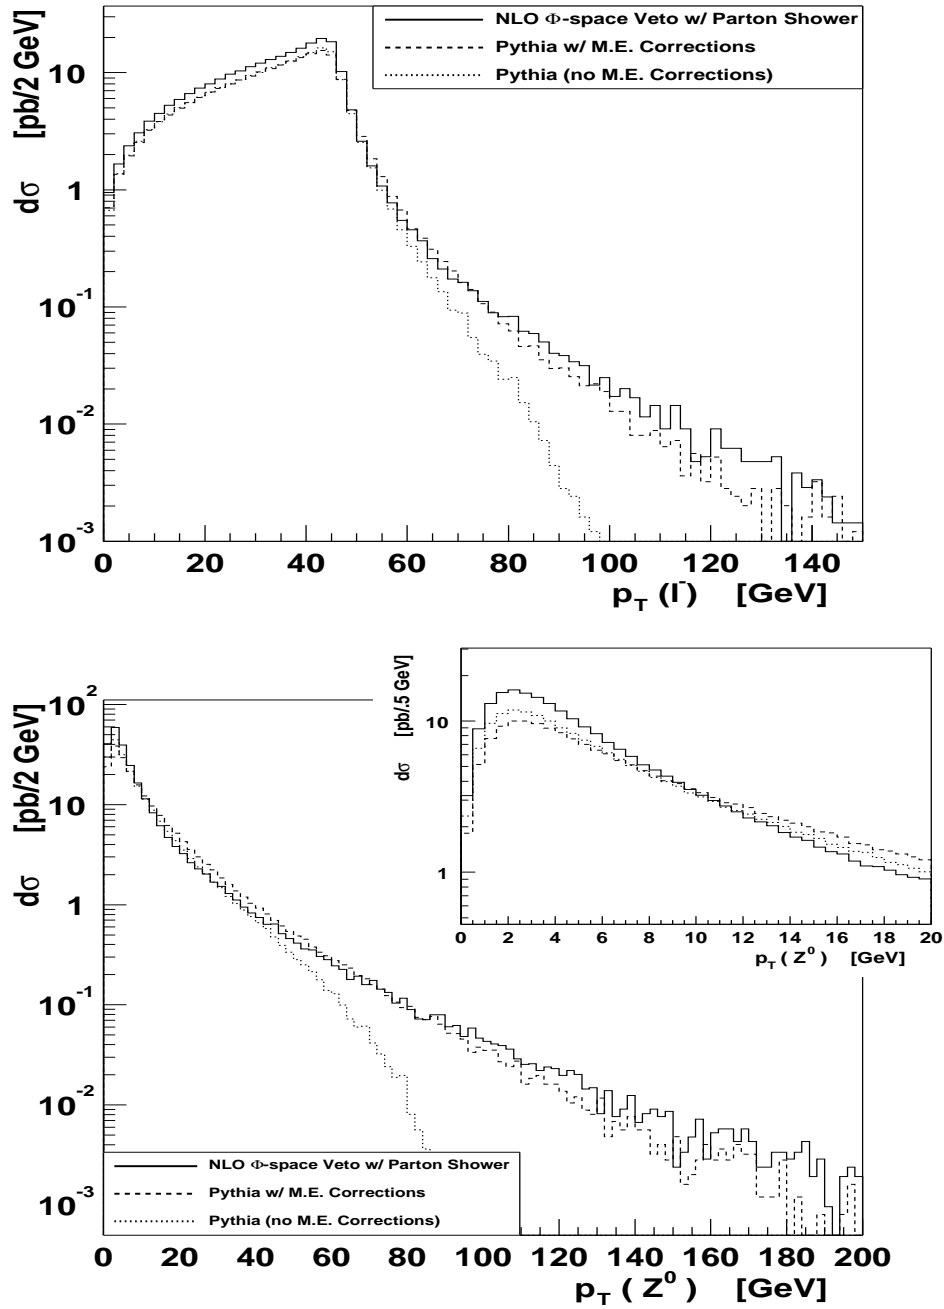 NLO Φ-space Veto w/ Parton Shower
Pythia w/ M.E. Corrections
Pythia (no M.E. Corrections)
dσ [pb/2 GeV]
10
1
10⁻¹
10⁻²
10⁻³
0 20 40 60 80 100 120 140
p_T (l⁻) [GeV]
dσ [pb/.5 GeV]
10
1
0 2 4 6 8 10 12 14 16 18 20
p_T ( Z⁰ ) [GeV]
dσ [pb/2 GeV]
10²
10
1
10⁻¹
10⁻²
10⁻³
NLO Φ-space Veto w/ Parton Shower
Pythia w/ M.E. Corrections
Pythia (no M.E. Corrections)
0 20 40 60 80 100 120 140 160 180 200
p_T ( Z⁰ ) [GeV]